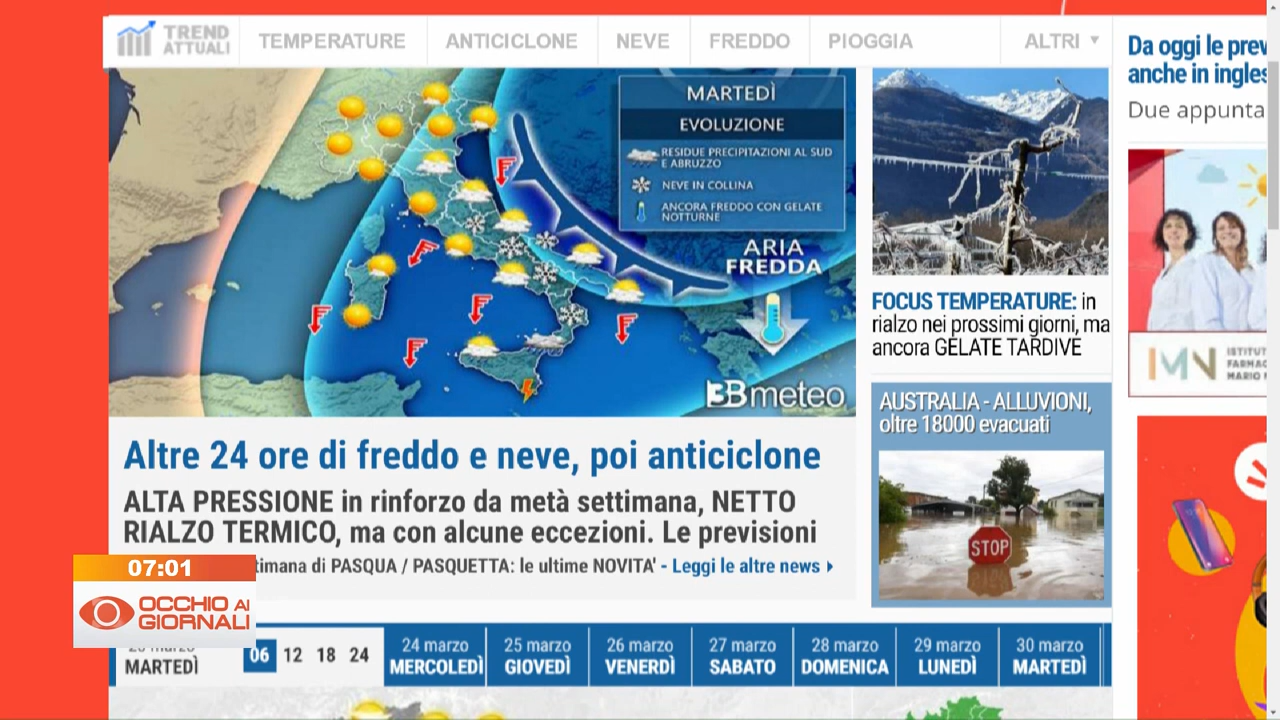 TREND
ATTUALI
TEMPERATURE
ANTICICLONE
NEVE
FREDDO
PIOGGIA
ALTRI
MARTEDÌ
EVOLUZIONE
RESIDUE PRECIPITAZIONI AL SUD
E ABRUZZO
NEVE IN COLLINA
ANCORA FREDDO CON GELATE
NOTTURNE
ARIA
FREDDA
F
F
F
F
F
F
3Bmeteo
Altre 24 ore di freddo e neve, poi anticiclone
ALTA PRESSIONE in rinforzo da metà settimana, NETTO
RIALZO TERMICO, ma con alcune eccezioni. Le previsioni
timana di PASQUA / PASQUETTA: le ultime NOVITA' - Leggi le altre news
FOCUS TEMPERATURE: in
rialzo nei prossimi giorni, ma
ancora GELATE TARDIVE
AUSTRALIA - ALLUVIONI,
oltre 18000 evacuati
STOP
Da oggi le prev
anche in ingles
Due appunta
IMN
ISTITUT
FARMAC
MARIO
07:01
OCCHIO AI
GIORNALI
MARTEDÌ
06 12 18 24
24 marzo
MERCOLEDÌ
25 marzo
GIOVEDÌ
26 marzo
VENERDÌ
27 marzo
SABATO
28 marzo
DOMENICA
29 marzo
LUNEDÌ
30 marzo
MARTEDÌ